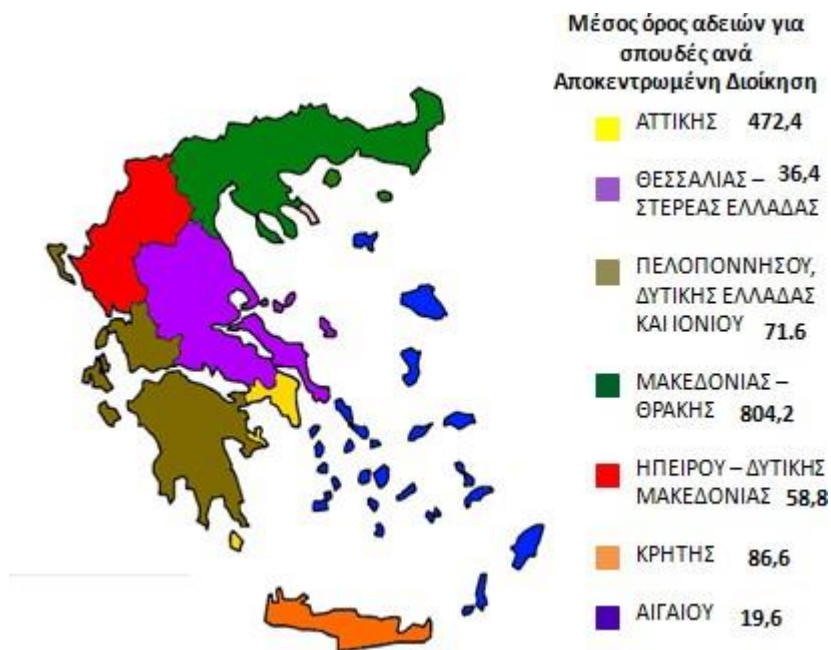 Μέσος όρος αδειών για
σπουδές ανά
Αποκεντρωμένη Διοίκηση
ΑΤΤΙΚΗΣ 472,4
ΘΕΣΣΑΛΙΑΣ – 36,4
ΣΤΕΡΕΑΣ ΕΛΛΑΔΑΣ
ΠΕΛΟΠΟΝΝΗΣΟΥ,
ΔΥΤΙΚΗΣ ΕΛΛΑΔΑΣ
ΚΑΙ ΙΟΝΙΟΥ 71.6
ΜΑΚΕΔΟΝΙΑΣ –
ΘΡΑΚΗΣ 804,2
ΗΠΕΙΡΟΥ – ΔΥΤΙΚΗΣ
ΜΑΚΕΔΟΝΙΑΣ 58,8
ΚΡΗΤΗΣ 86,6
ΑΙΓΑΙΟΥ 19,6